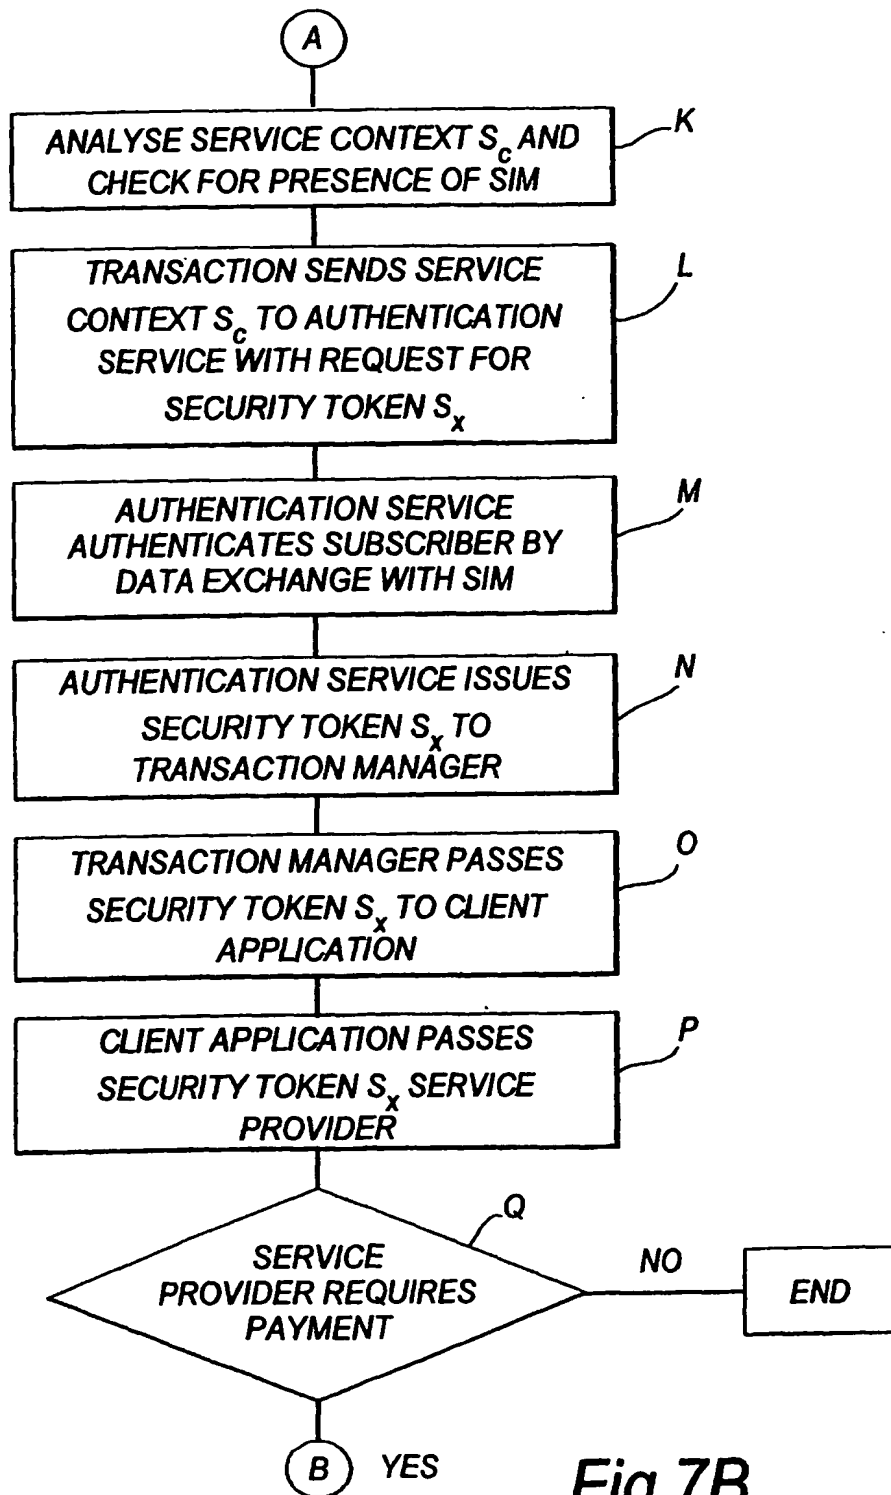 A
ANALYSE SERVICE CONTEXT Sc AND
CHECK FOR PRESENCE OF SIM
K
TRANSACTION SENDS SERVICE
CONTEXT Sc TO AUTHENTICATION
SERVICE WITH REQUEST FOR
SECURITY TOKEN Sx
L
AUTHENTICATION SERVICE
AUTHENTICATES SUBSCRIBER BY
DATA EXCHANGE WITH SIM
M
AUTHENTICATION SERVICE ISSUES
SECURITY TOKEN Sx TO
TRANSACTION MANAGER
N
TRANSACTION MANAGER PASSES
SECURITY TOKEN Sx TO CLIENT
APPLICATION
O
CLIENT APPLICATION PASSES
SECURITY TOKEN Sx SERVICE
PROVIDER
P
Q
SERVICE
PROVIDER REQUIRES
PAYMENT
NO
END
B
YES
Fig.7B